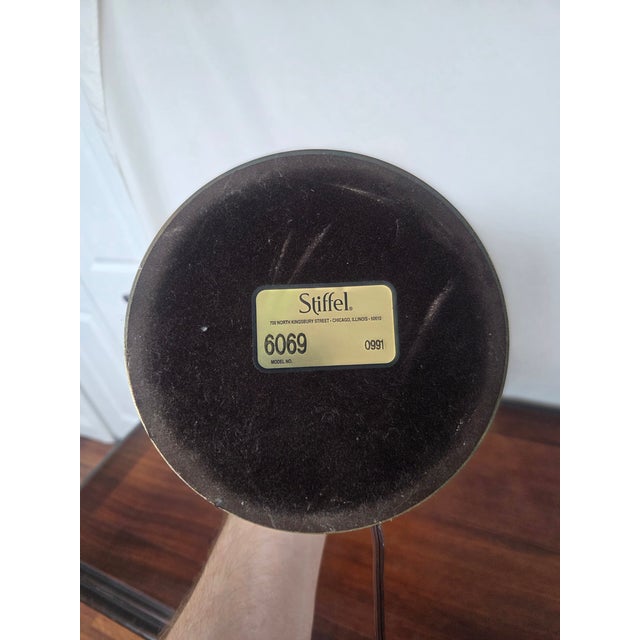 Stiffel®
700 NORTH KINGSBURY STREET • CHICAGO, ILLINOIS • 60610
6069 0991
MODEL NO.